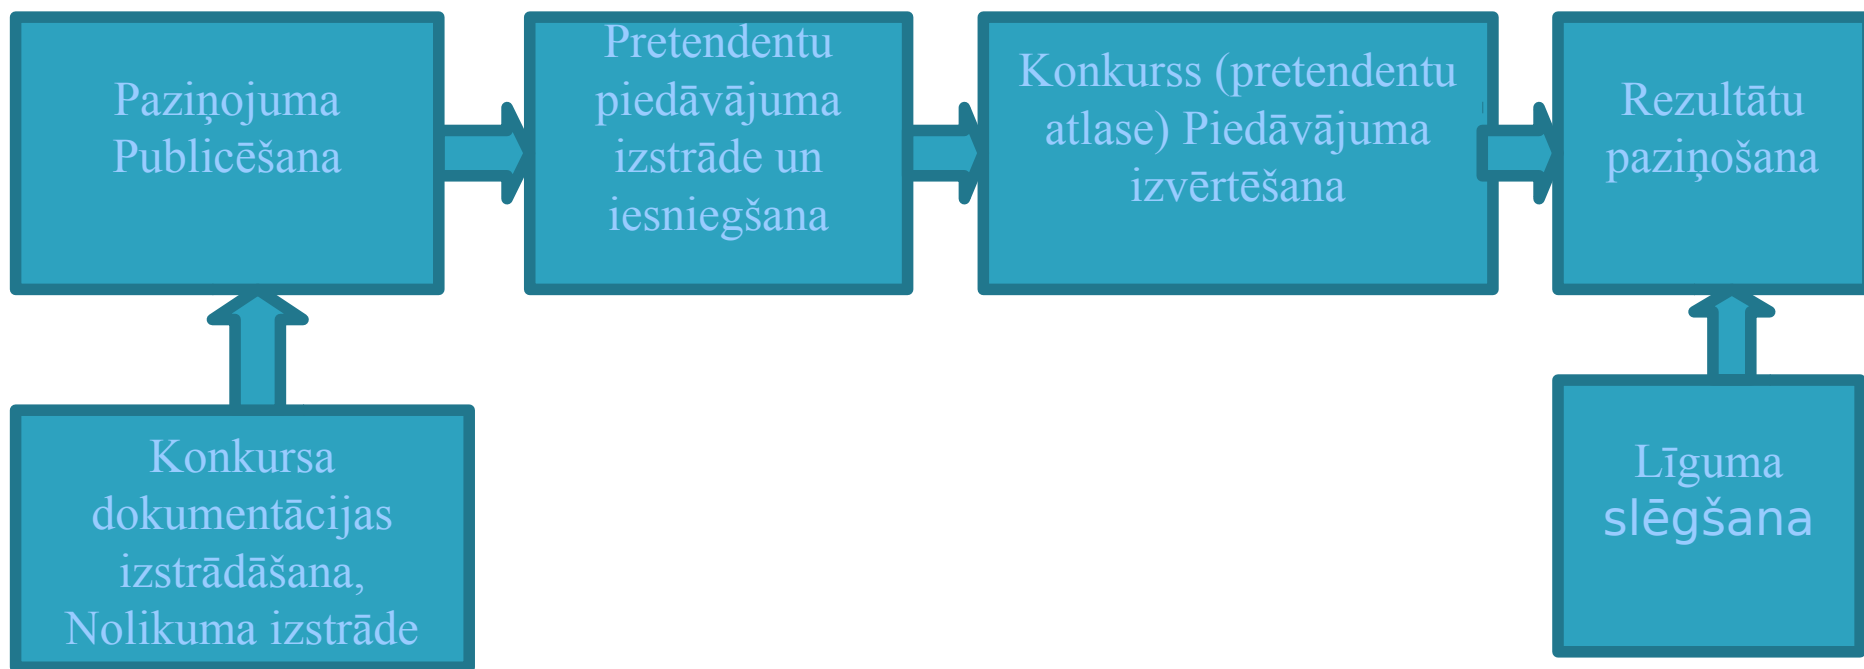 Paziņojuma
Publicēšana
Pretendentu
piedāvājuma
izstrāde un
iesniegšana
Konkurss (pretendentu
atlase) Piedāvājuma
izvērtēšana
Rezultātu
paziņošana
Konkursa
dokumentācijas
izstrādāšana,
Nolikuma izstrāde
Līguma
slēgšana